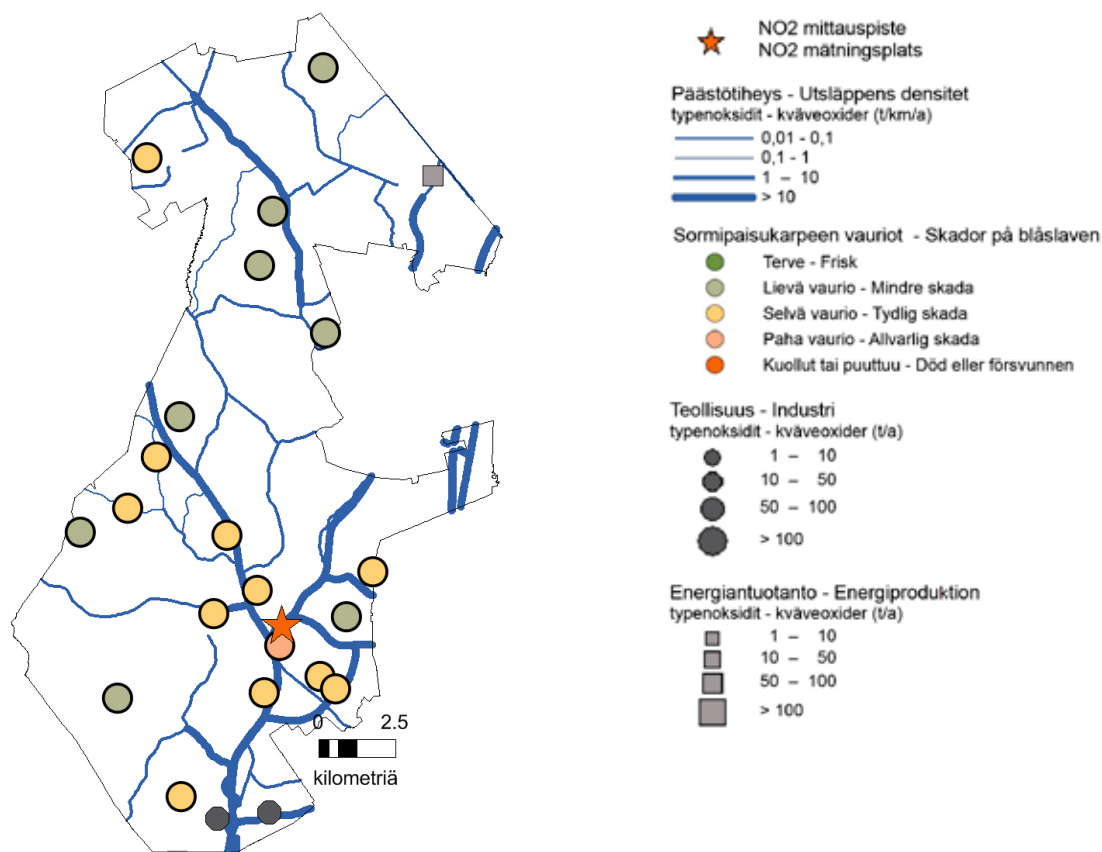 NO2 mittauspiste
NO2 mätningsplats
Päästötiheys - Utsläppens densitet
typenoksidit - kväveoxider (t/km/a)
0,01 - 0,1
0,1 - 1
1 – 10
> 10
Sormipaisukarpeen vauriot - Skador på blåslaven
Terve - Frisk
Lievä vaurio - Mindre skada
Selvä vaurio - Tydlig skada
Paha vaurio - Allvarlig skada
Kuollut tai puuttuu - Död eller försvunnen
Teollisuus - Industri
typenoksidit - kväveoxider (t/a)
1 – 10
10 – 50
50 – 100
> 100
Energiantuotanto - Energiproduktion
typenoksidit - kväveoxider (t/a)
1 – 10
10 – 50
50 – 100
> 100
0 2.5
kilometriä